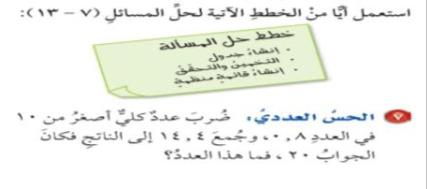 استعمل أيًّا منَ الخططِ الآتيةِ لحلِّ المسائلِ (٧ – ١٣):
خطط حل المسألة
• إنشاء جدول
• التخمين والتحقق
• إنشاء قائمة منظمة
٧ الحسُّ العدديُّ: ضُربَ عددٌ كليٌّ أصغرُ من ١٠
في العددِ ٠,٨، وجُمعَ ١٤,٤ إلى الناتجِ فكانَ
الجوابُ ٢٠، فما هذا العددُ؟